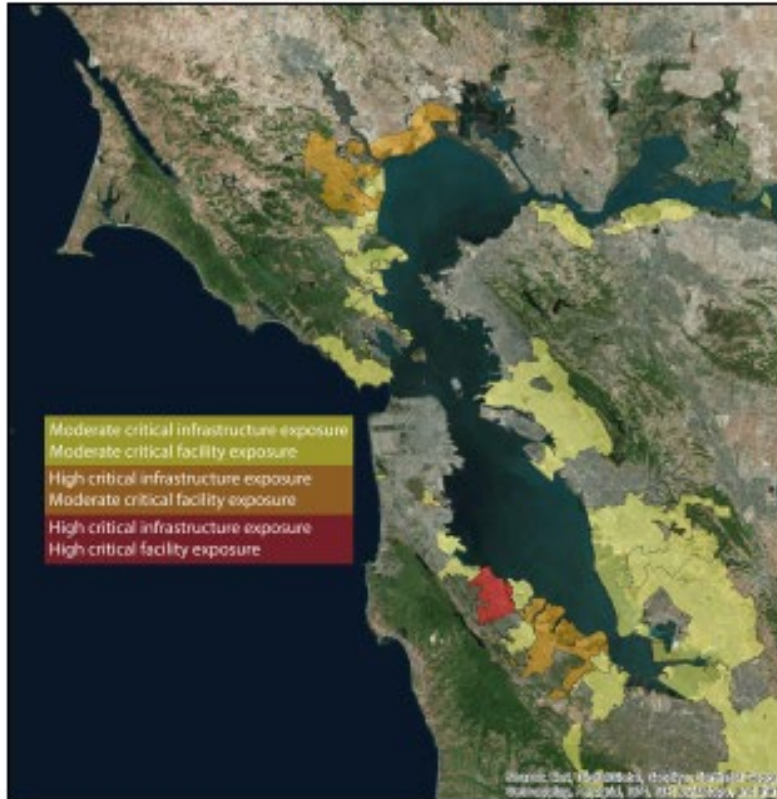 Moderate critical infrastructure exposure
Moderate critical facility exposure
High critical infrastructure exposure
Moderate critical facility exposure
High critical infrastructure exposure
High critical facility exposure